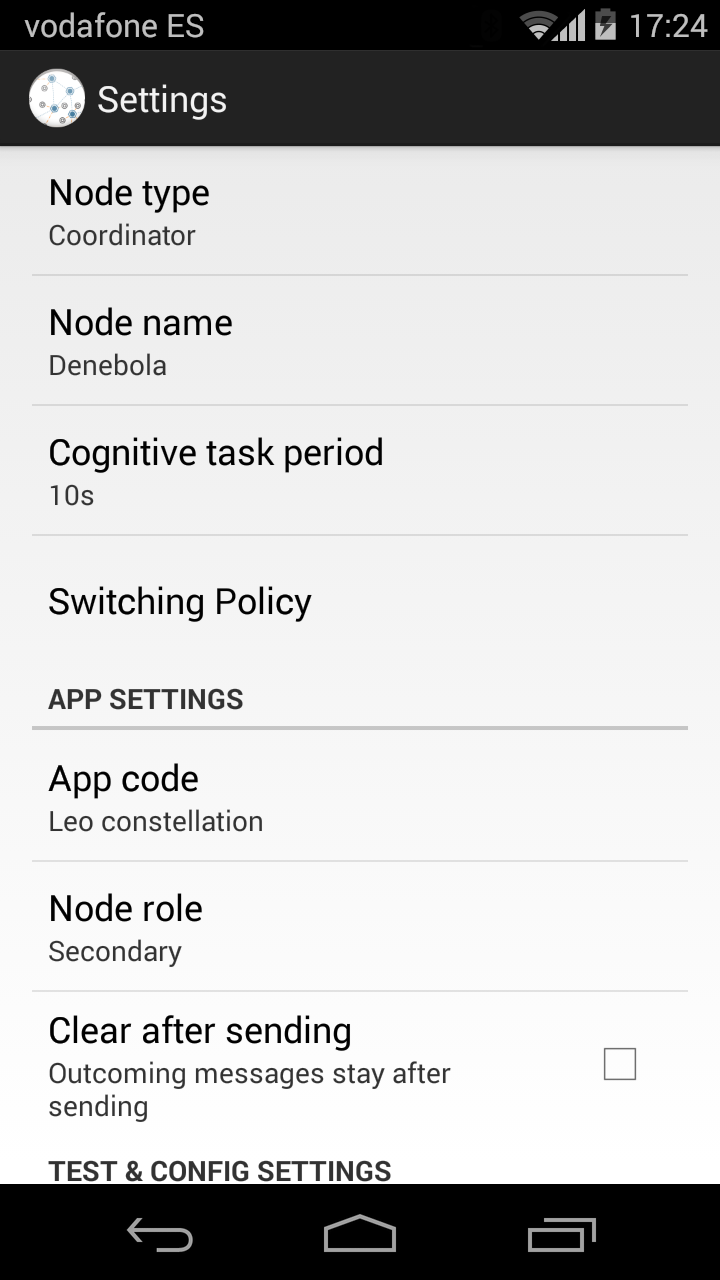 vodafone ES 17:24
Settings
Node type
Coordinator
Node name
Denebola
Cognitive task period
10s
Switching Policy
APP SETTINGS
App code
Leo constellation
Node role
Secondary
Clear after sending
Outcoming messages stay after
sending
TEST & CONFIG SETTINGS